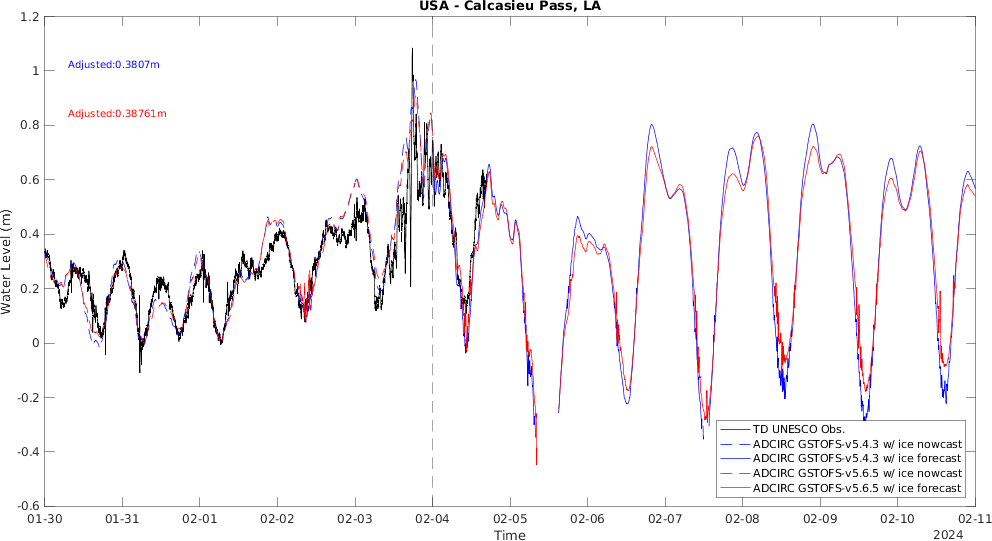 USA - Calcasieu Pass, LA
1.2
1
0.8
0.6
0.4
0.2
0
-0.2
-0.4
-0.6
Water Level (m)
Adjusted:0.3807m
Adjusted:0.38761m
TD UNESCO Obs.
ADCIRC GSTOFS-v5.4.3 w/ ice nowcast
ADCIRC GSTOFS-v5.4.3 w/ ice forecast
ADCIRC GSTOFS-v5.6.5 w/ ice nowcast
ADCIRC GSTOFS-v5.6.5 w/ ice forecast
01-30 01-31 02-01 02-02 02-03 02-04 02-05 02-06 02-07 02-08 02-09 02-10 02-11
Time
2024